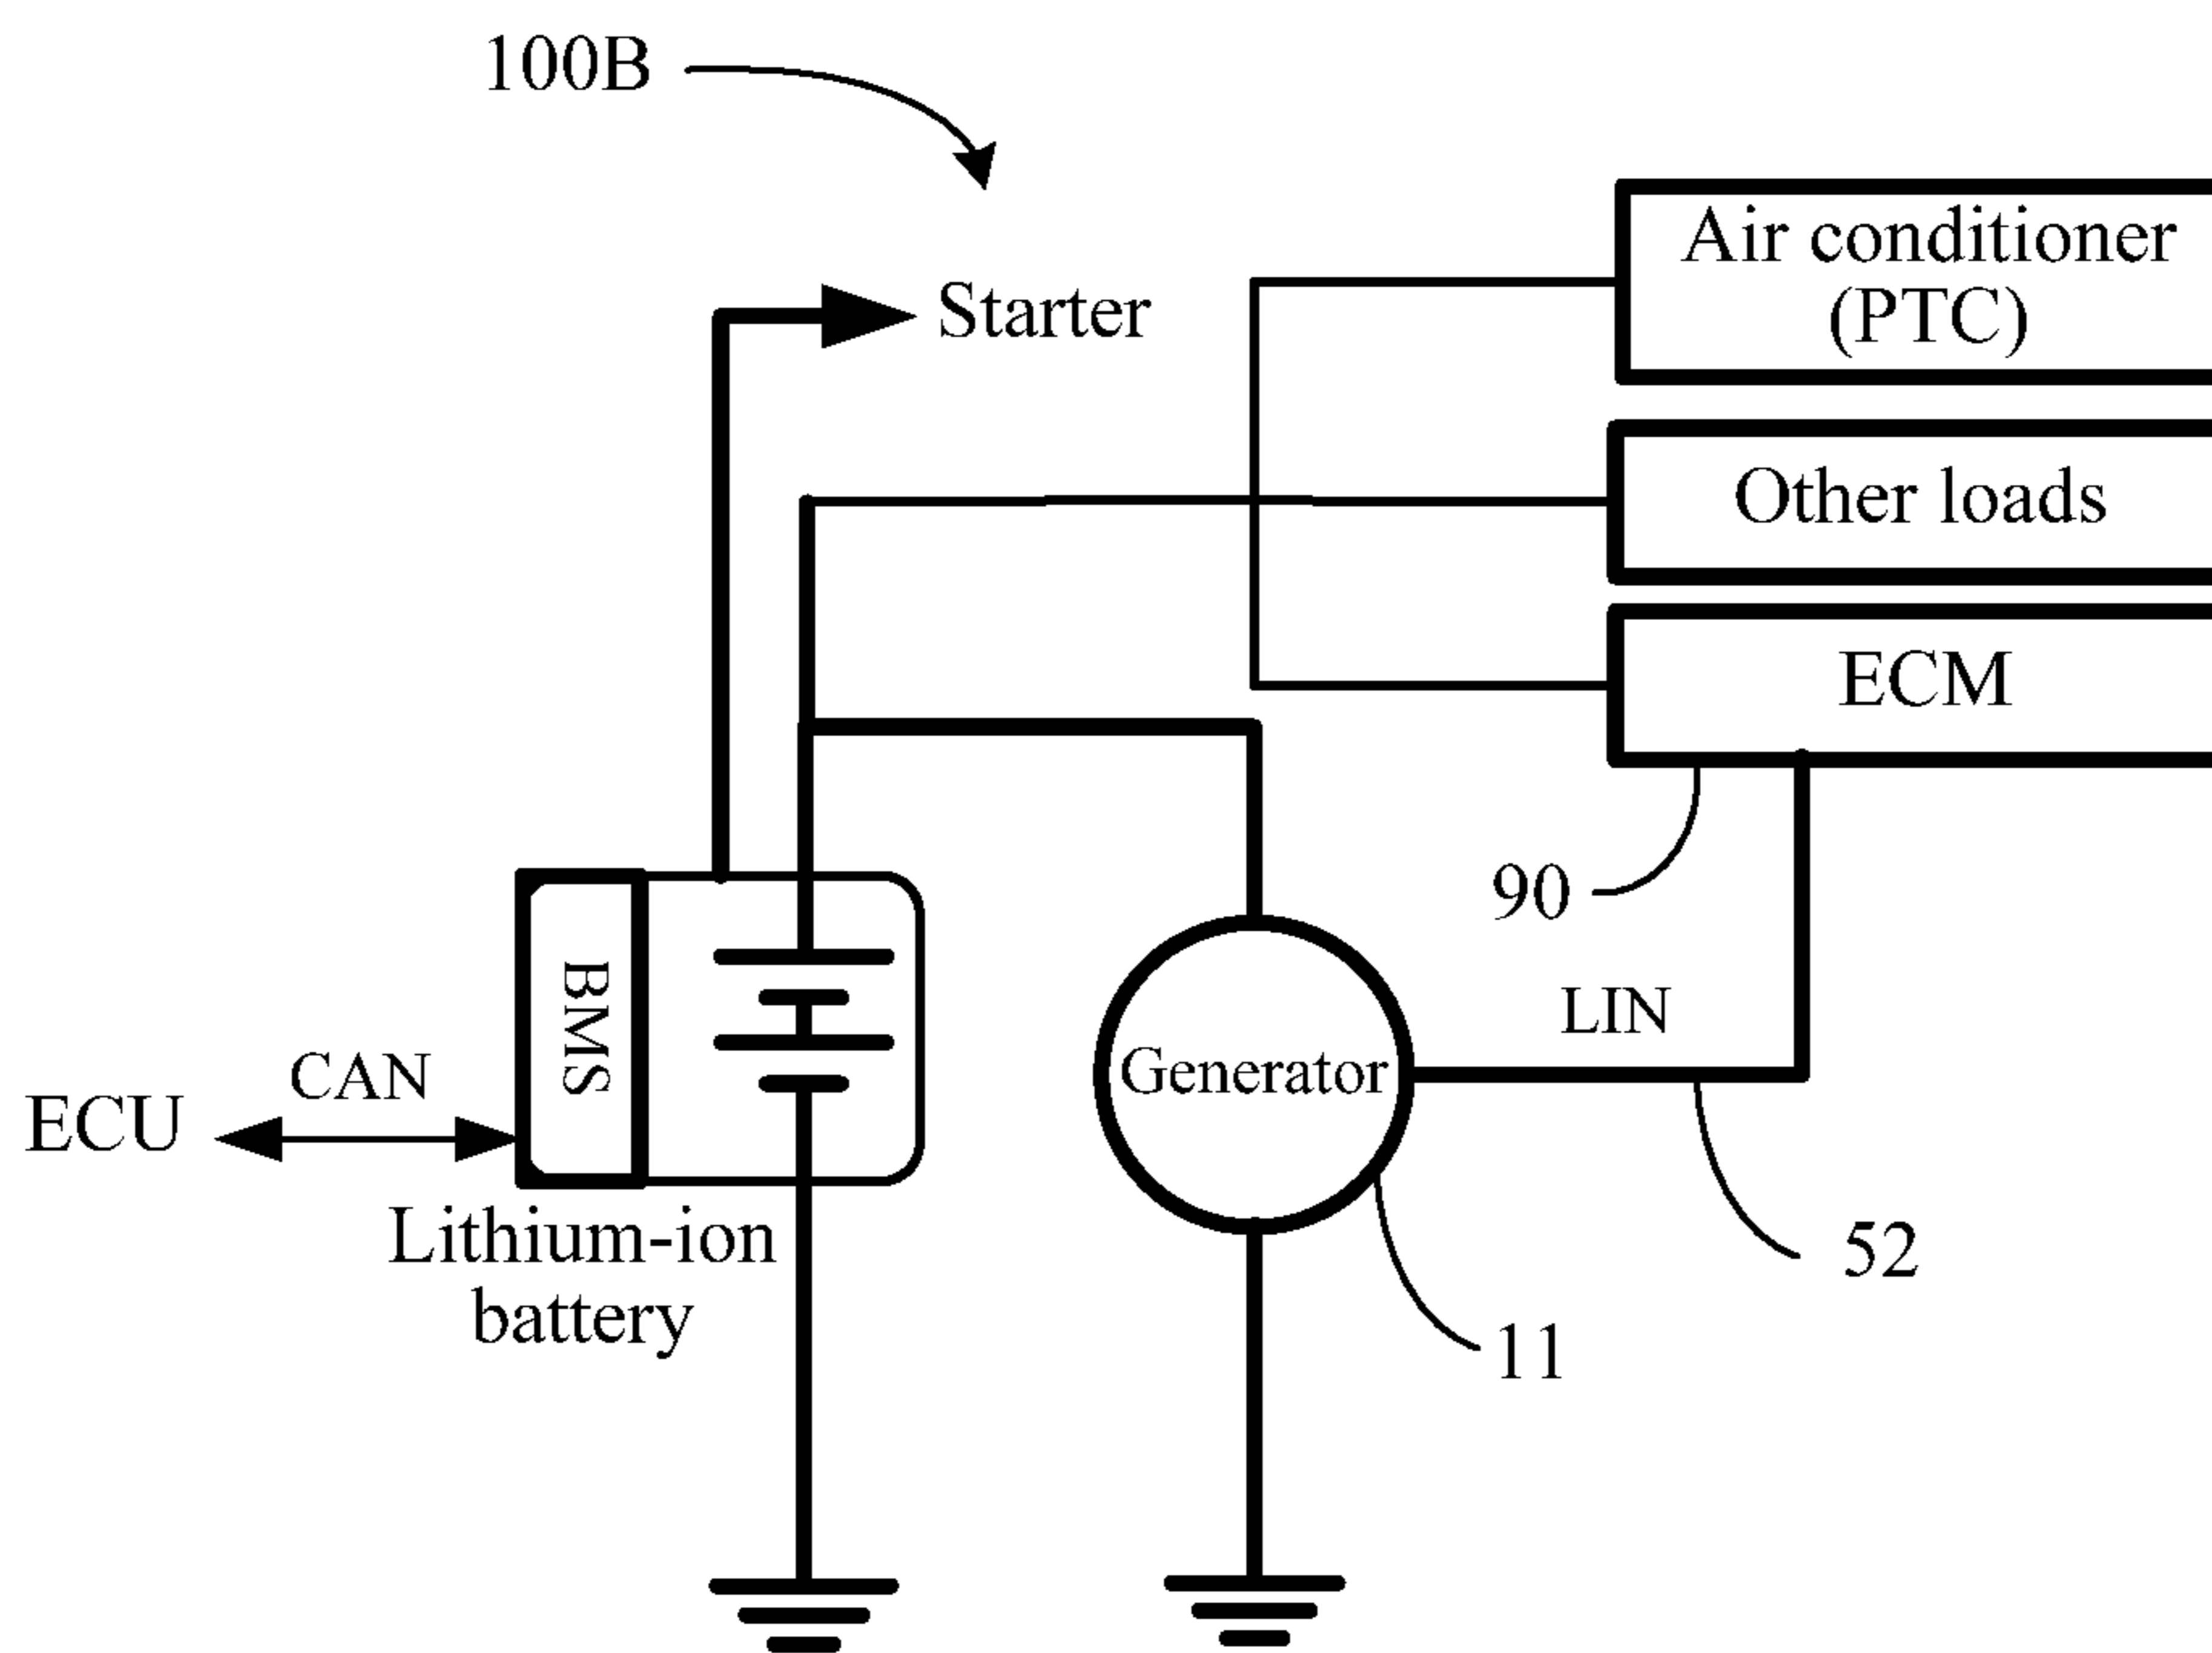 100B
Air conditioner
(PTC)
Starter
Other loads
ECM
90
LIN
BMS
Generator
CAN
ECU
Lithium-ion
battery
52
11